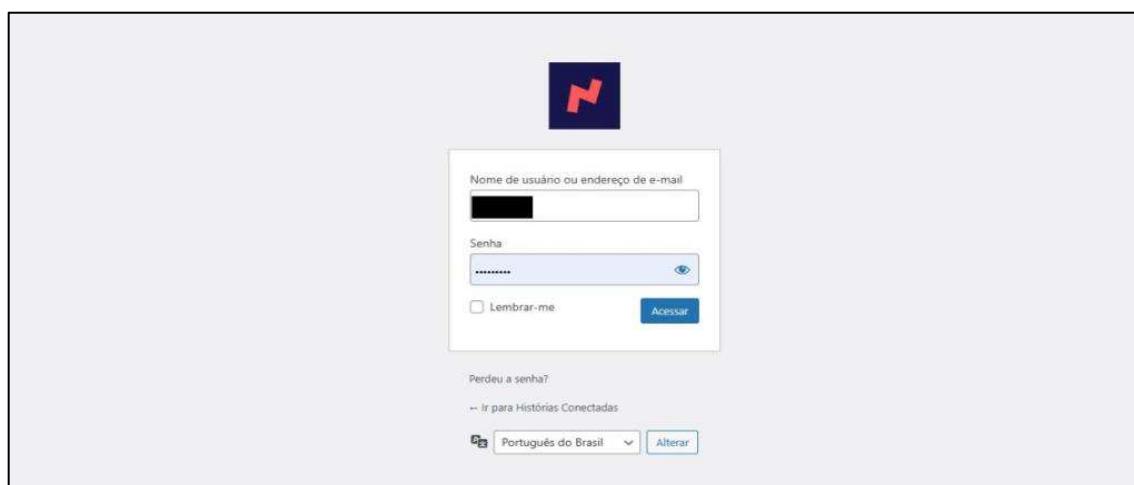 Nome de usuário ou endereço de e-mail
Senha
•••••••••
Lembrar-me
Acessar
Perdeu a senha?
← Ir para Histórias Conectadas
Português do Brasil
Alterar